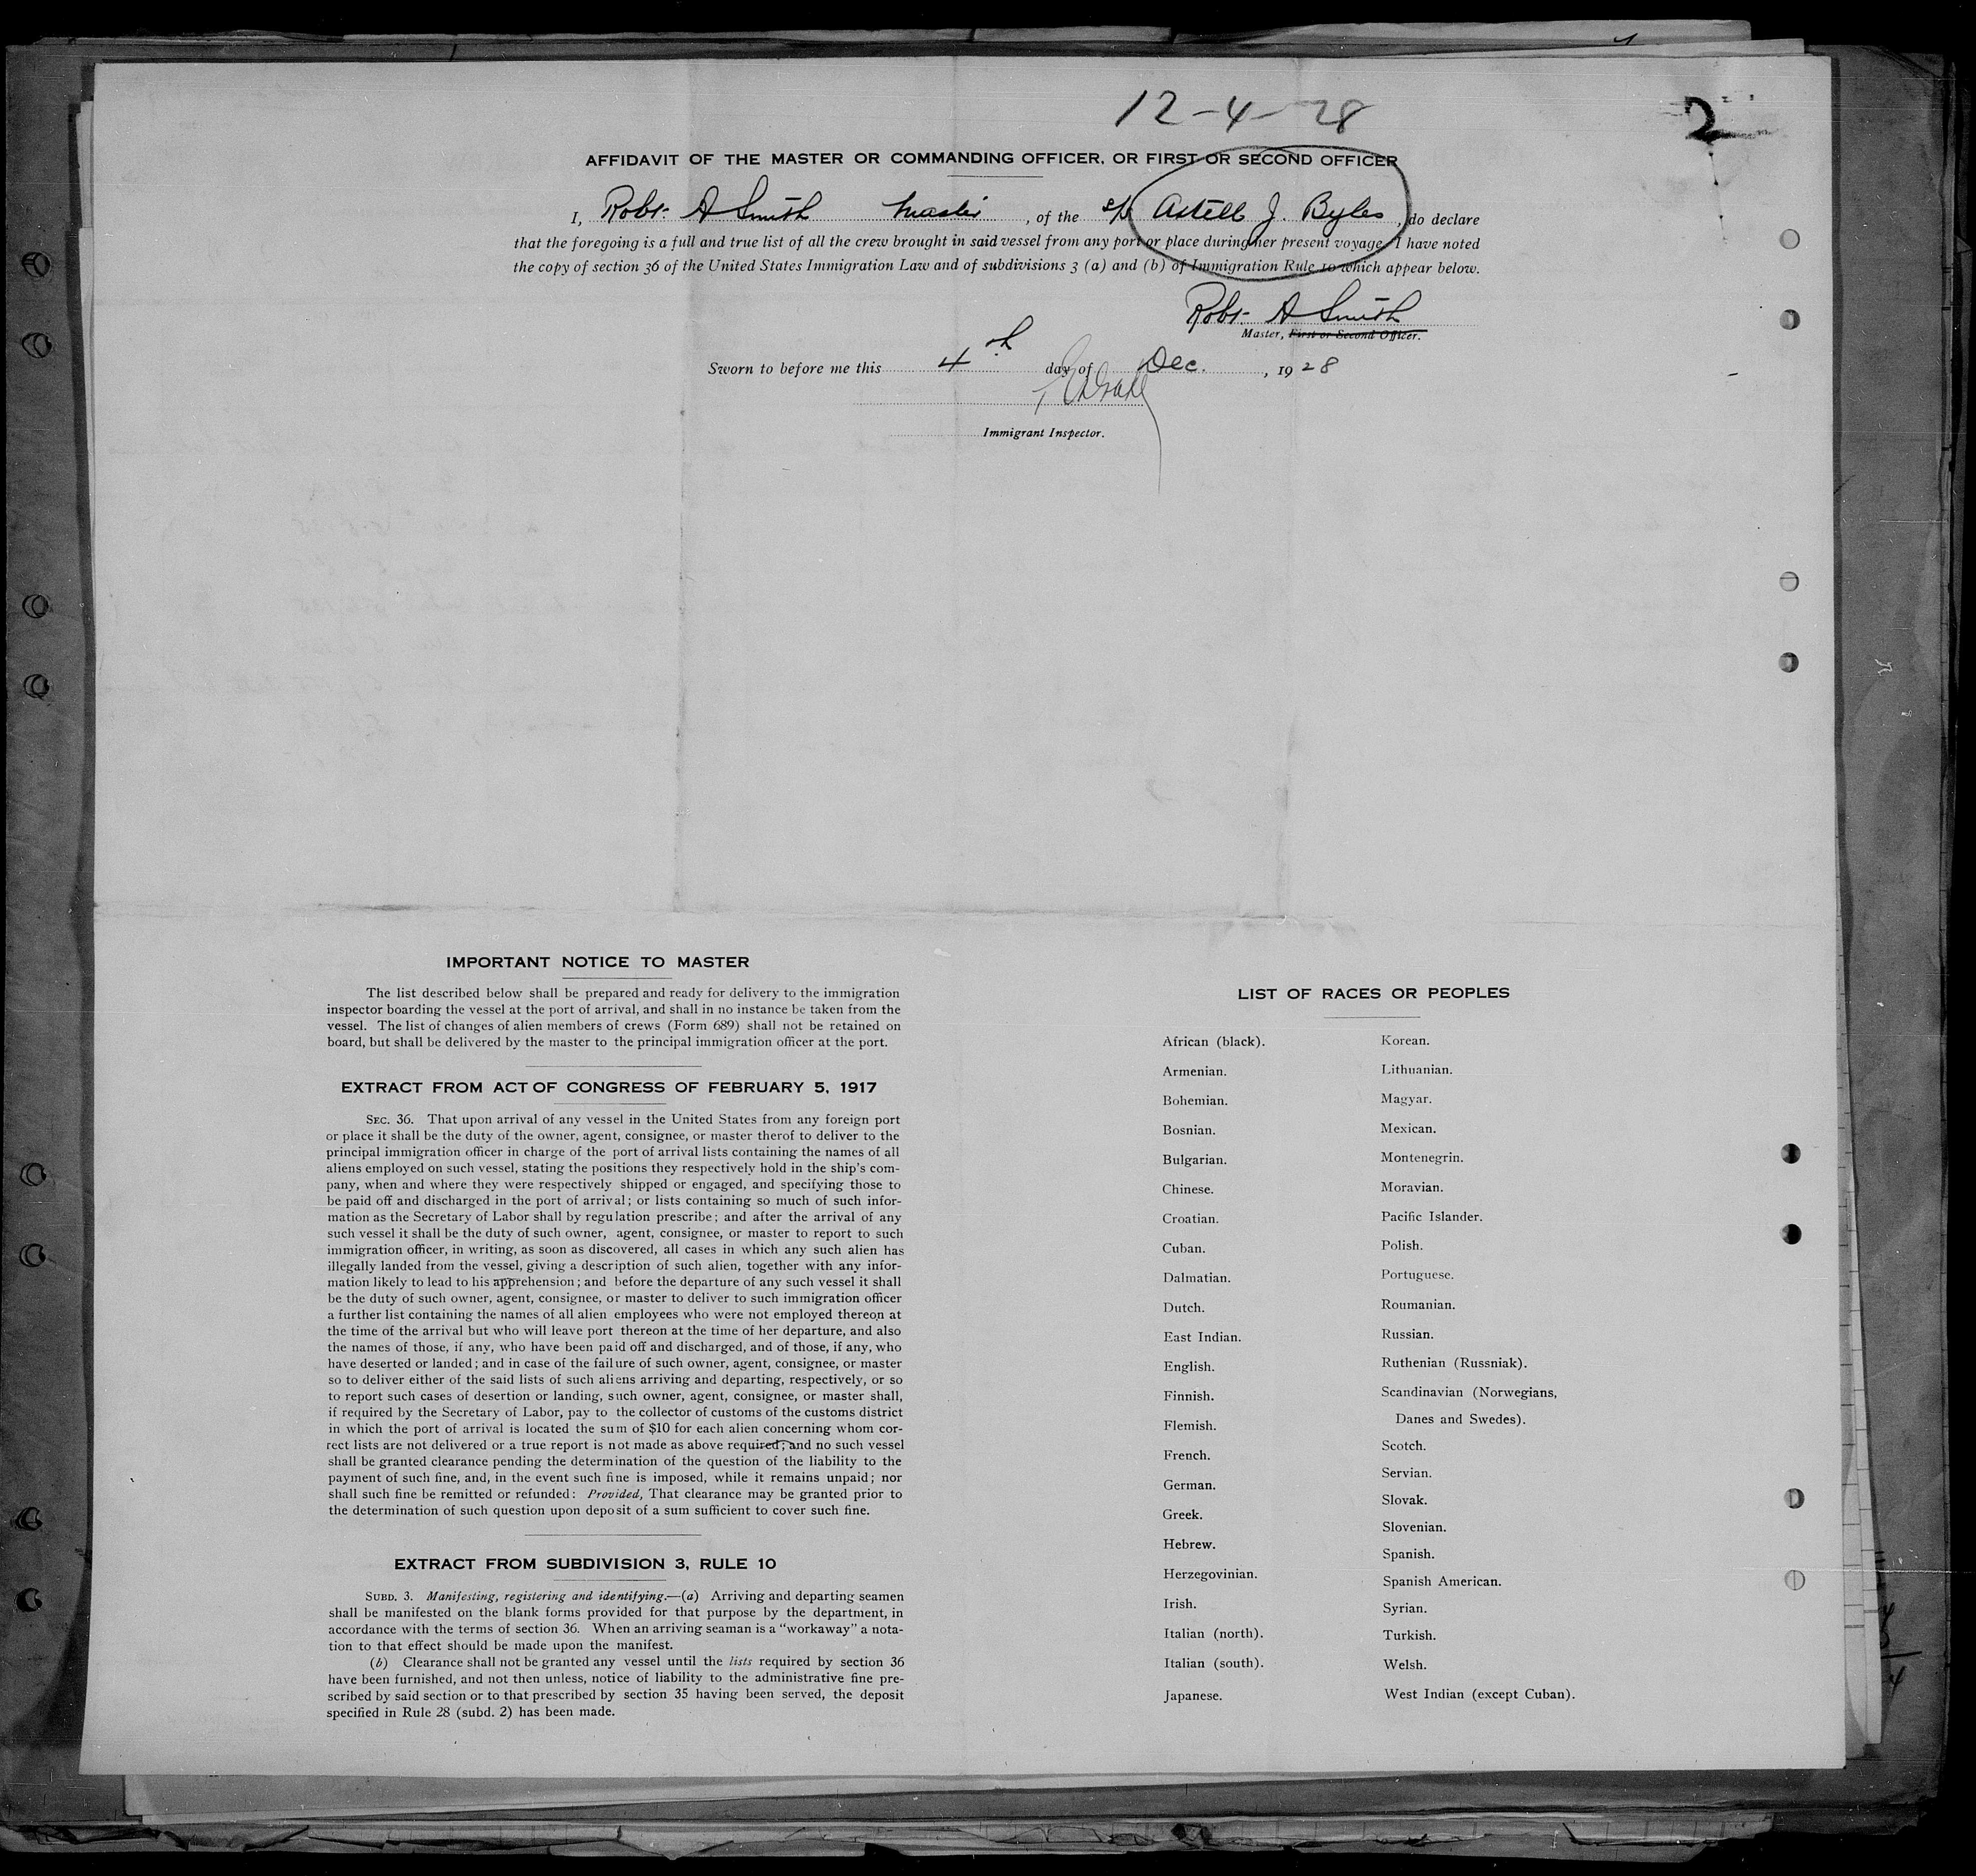 12-4-28
2
AFFIDAVIT OF THE MASTER OR COMMANDING OFFICER, OR FIRST OR SECOND OFFICER
I, Robt. A Smith Master, of the s/s Axtell J. Byles, do declare
that the foregoing is a full and true list of all the crew brought in said vessel from any port or place during her present voyage. I have noted
the copy of section 36 of the United States Immigration Law and of subdivisions 3 (a) and (b) of Immigration Rule 10 which appear below.
Robt. A Smith
Master, First or Second Officer.
Sworn to before me this 4th day of Dec., 1928
Immigrant Inspector.
IMPORTANT NOTICE TO MASTER
The list described below shall be prepared and ready for delivery to the immigration
inspector boarding the vessel at the port of arrival, and shall in no instance be taken from the
vessel. The list of changes of alien members of crews (Form 689) shall not be retained on
board, but shall be delivered by the master to the principal immigration officer at the port.
EXTRACT FROM ACT OF CONGRESS OF FEBRUARY 5, 1917
SEC. 36. That upon arrival of any vessel in the United States from any foreign port
or place it shall be the duty of the owner, agent, consignee, or master therof to deliver to the
principal immigration officer in charge of the port of arrival lists containing the names of all
aliens employed on such vessel, stating the positions they respectively hold in the ship's com-
pany, when and where they were respectively shipped or engaged, and specifying those to
be paid off and discharged in the port of arrival; or lists containing so much of such infor-
mation as the Secretary of Labor shall by regulation prescribe; and after the arrival of any
such vessel it shall be the duty of such owner, agent, consignee, or master to report to such
immigration officer, in writing, as soon as discovered, all cases in which any such alien has
illegally landed from the vessel, giving a description of such alien, together with any infor-
mation likely to lead to his apprehension; and before the departure of any such vessel it shall
be the duty of such owner, agent, consignee, or master to deliver to such immigration officer
a further list containing the names of all alien employees who were not employed thereon at
the time of the arrival but who will leave port thereon at the time of her departure, and also
the names of those, if any, who have been paid off and discharged, and of those, if any, who
have deserted or landed; and in case of the failure of such owner, agent, consignee, or master
so to deliver either of the said lists of such aliens arriving and departing, respectively, or so
to report such cases of desertion or landing, such owner, agent, consignee, or master shall,
if required by the Secretary of Labor, pay to the collector of customs of the customs district
in which the port of arrival is located the sum of $10 for each alien concerning whom cor-
rect lists are not delivered or a true report is not made as above required; and no such vessel
shall be granted clearance pending the determination of the question of the liability to the
payment of such fine, and, in the event such fine is imposed, while it remains unpaid; nor
shall such fine be remitted or refunded: Provided, That clearance may be granted prior to
the determination of such question upon deposit of a sum sufficient to cover such fine.
EXTRACT FROM SUBDIVISION 3, RULE 10
SUBD. 3. Manifesting, registering and identifying.—(a) Arriving and departing seamen
shall be manifested on the blank forms provided for that purpose by the department, in
accordance with the terms of section 36. When an arriving seaman is a "workaway" a nota-
tion to that effect should be made upon the manifest.
(b) Clearance shall not be granted any vessel until the lists required by section 36
have been furnished, and not then unless, notice of liability to the administrative fine pre-
scribed by said section or to that prescribed by section 35 having been served, the deposit
specified in Rule 28 (subd. 2) has been made.
LIST OF RACES OR PEOPLES
African (black).
Armenian.
Bohemian.
Bosnian.
Bulgarian.
Chinese.
Croatian.
Cuban.
Dalmatian.
Dutch.
East Indian.
English.
Finnish.
Flemish.
French.
German.
Greek.
Hebrew.
Herzegovinian.
Irish.
Italian (north).
Italian (south).
Japanese.
Korean.
Lithuanian.
Magyar.
Mexican.
Montenegrin.
Moravian.
Pacific Islander.
Polish.
Portuguese.
Roumanian.
Russian.
Ruthenian (Russniak).
Scandinavian (Norwegians,
Danes and Swedes).
Scotch.
Servian.
Slovak.
Slovenian.
Spanish.
Spanish American.
Syrian.
Turkish.
Welsh.
West Indian (except Cuban).